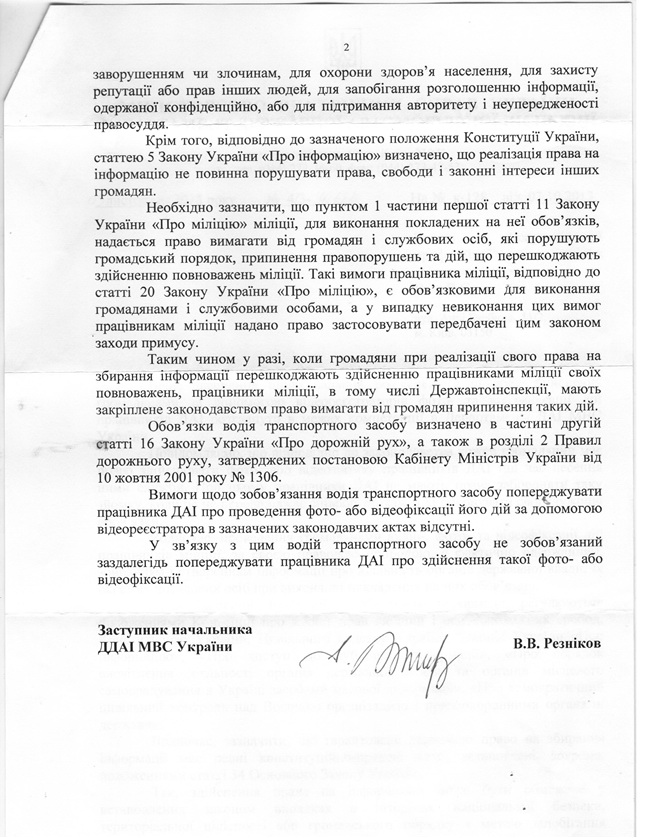 2
заворушенням чи злочинам, для охорони здоров’я населення, для захисту
репутації або прав інших людей, для запобігання розголошенню інформації,
одержаної конфіденційно, або для підтримання авторитету і неупередженості
правосуддя.
Крім того, відповідно до зазначеного положення Конституції України,
статтею 5 Закону України «Про інформацію» визначено, що реалізація права на
інформацію не повинна порушувати права, свободи і законні інтереси інших
громадян.
Необхідно зазначити, що пунктом 1 частини першої статті 11 Закону
України «Про міліцію» міліції, для виконання покладених на неї обов’язків,
надається право вимагати від громадян і службових осіб, які порушують
громадський порядок, припинення правопорушень та дій, що перешкоджають
здійсненню повноважень міліції. Такі вимоги працівника міліції, відповідно до
статті 20 Закону України «Про міліцію», є обов’язковими для виконання
громадянами і службовими особами, а у випадку невиконання цих вимог
працівникам міліції надано право застосовувати передбачені цим законом
заходи примусу.
Таким чином у разі, коли громадяни при реалізації свого права на
збирання інформації перешкоджають здійсненню працівниками міліції своїх
повноважень, працівники міліції, в тому числі Державтоінспекції, мають
закріплене законодавством право вимагати від громадян припинення таких дій.
Обов’язки водія транспортного засобу визначено в частині другій
статті 16 Закону України «Про дорожній рух», а також в розділі 2 Правил
дорожнього руху, затверджених постановою Кабінету Міністрів України від
10 жовтня 2001 року № 1306.
Вимоги щодо зобов’язання водія транспортного засобу попереджувати
працівника ДАІ про проведення фото- або відеофіксації його дій за допомогою
відеореєстратора в зазначених законодавчих актах відсутні.
У зв’язку з цим водій транспортного засобу не зобов’язаний
заздалегідь попереджувати працівника ДАІ про здійснення такої фото- або
відеофіксації.
Заступник начальника
ДДАІ МВС України
В.В. Резніков